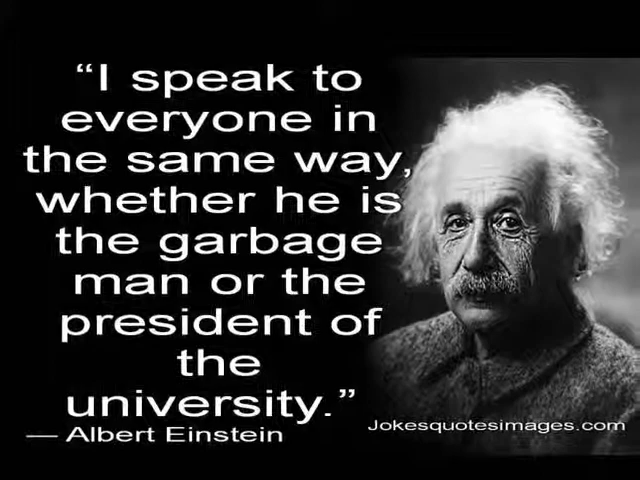 “I speak to
everyone in
the same way,
whether he is
the garbage
man or the
president of
the
university.”
— Albert Einstein
Jokesquotesimages.com